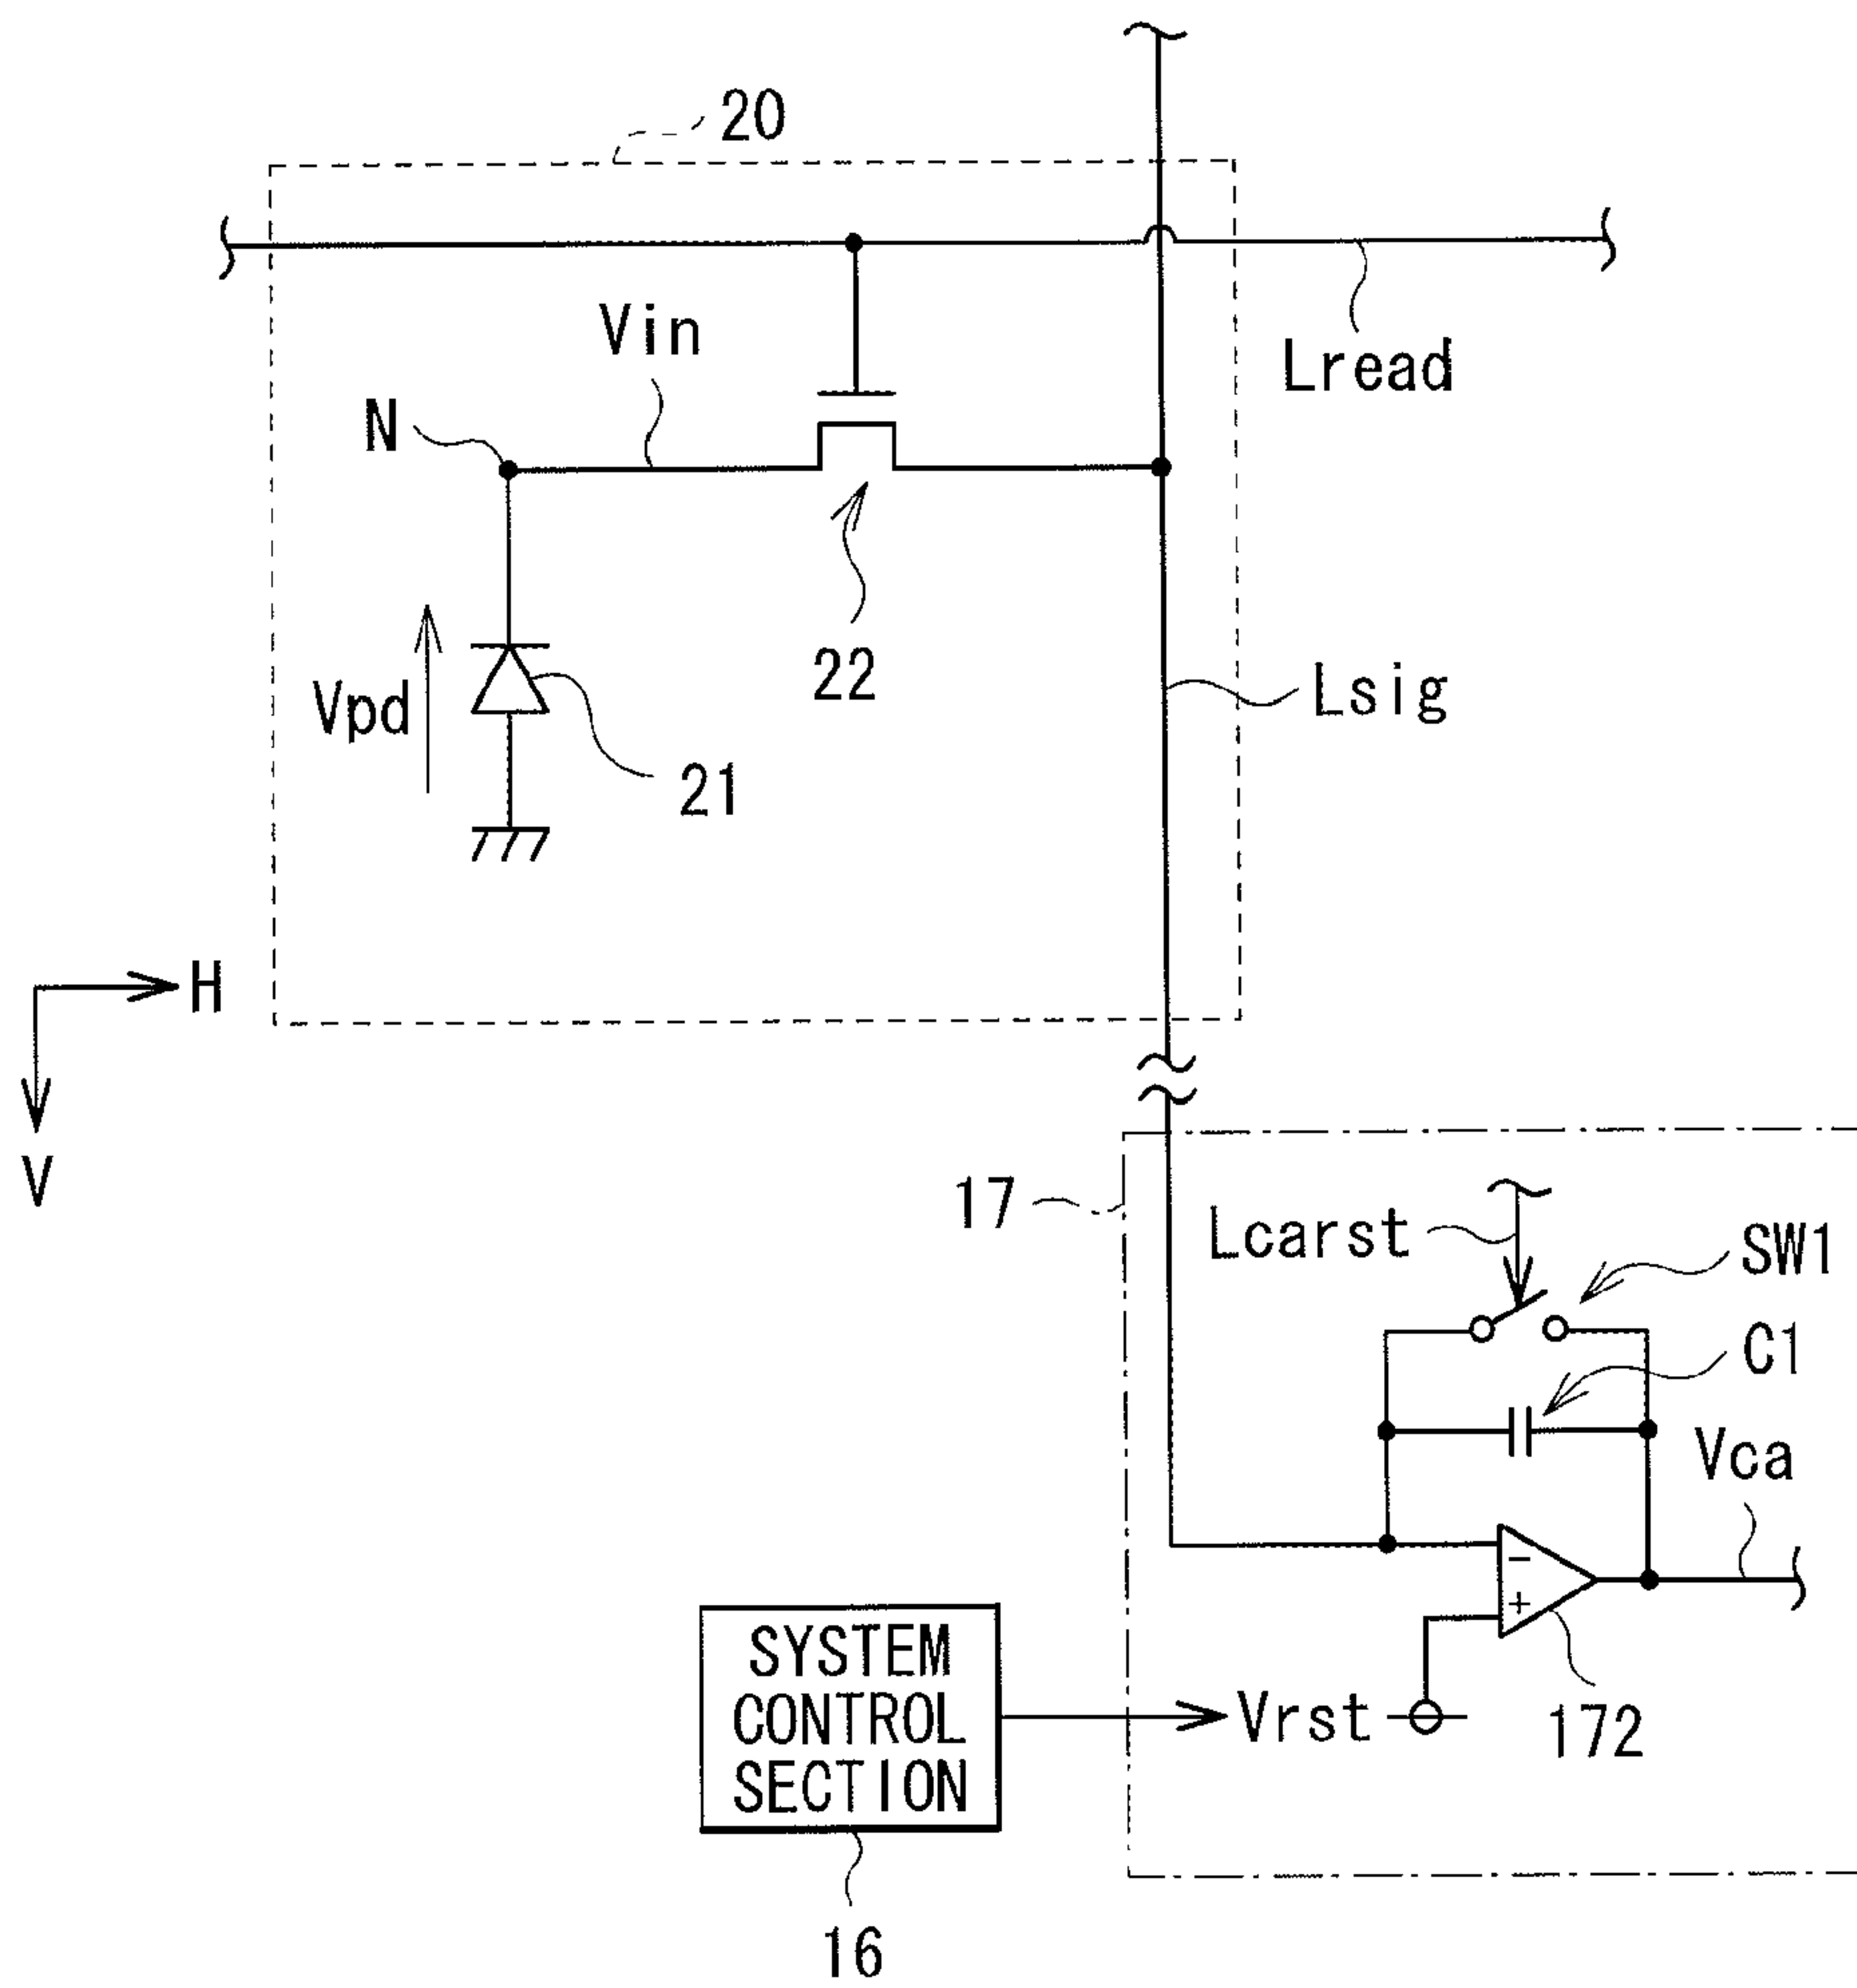 20
Vin
Lread
N
22
Vpd
Lsig
21
H
V
17
Lcarst
SW1
C1
Vca
-
+
SYSTEM
CONTROL
SECTION
Vrst
172
16